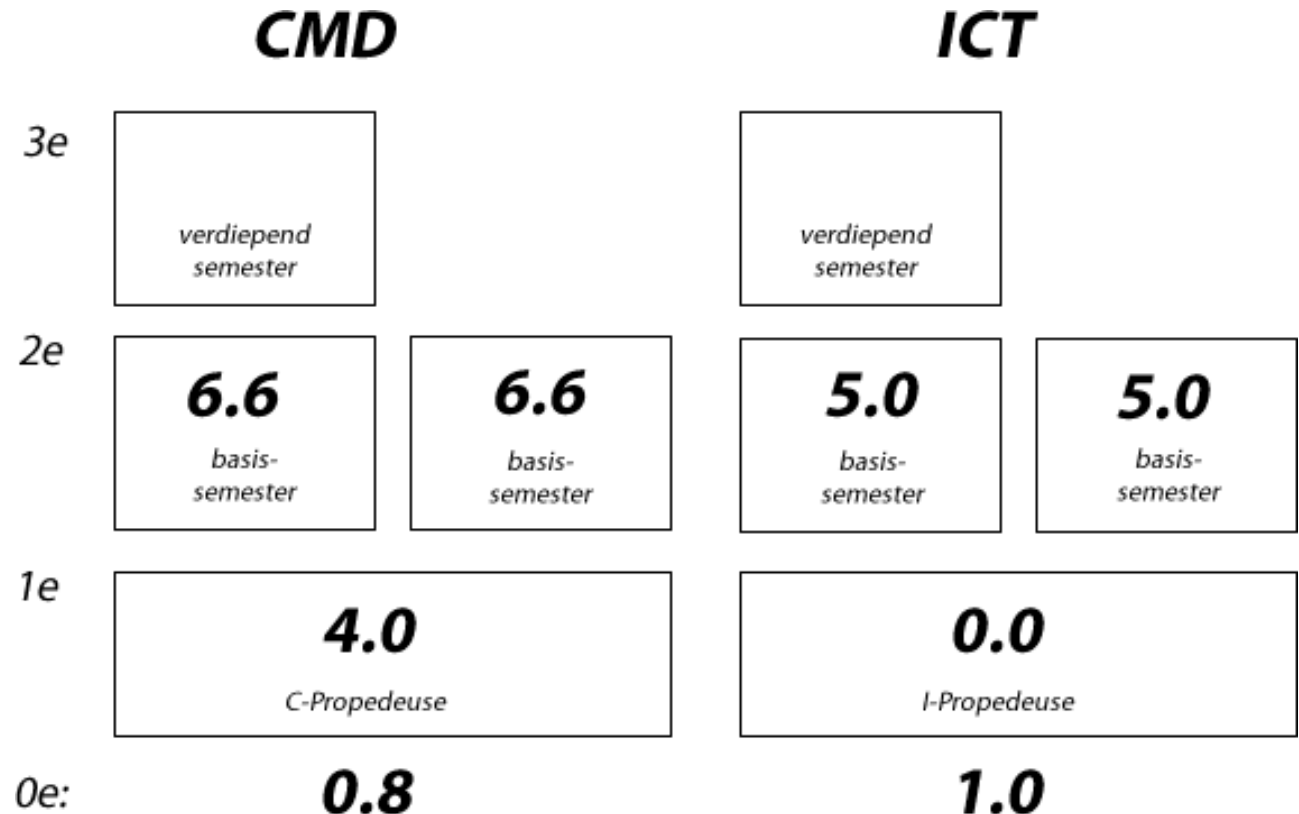 CMD ICT
3e
verdiepend verdiepend
semester semester
2e
6.6 6.6 5.0 5.0
basis- basis- basis- basis-
semester semester semester semester
1e
4.0 0.0
C-Propedeuse I-Propedeuse
0e: 0.8 1.0